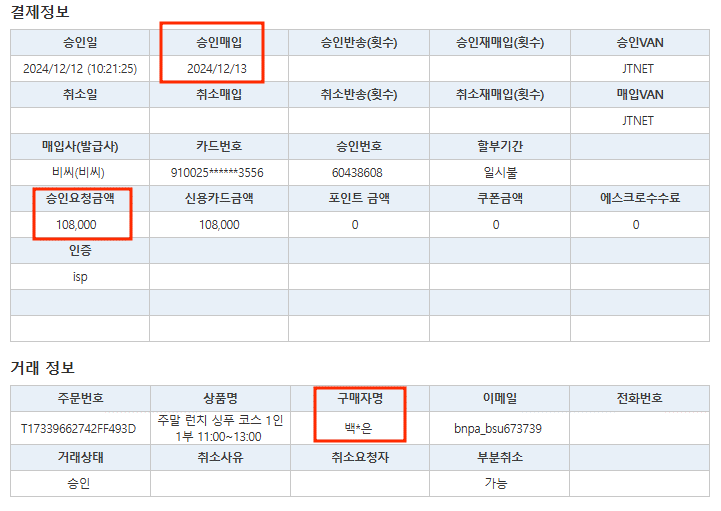 결제정보
승인일 승인매입 승인반송(횟수) 승인재매입(횟수) 승인VAN
2024/12/12 (10:21:25) 2024/12/13 JTNET
취소일 취소매입 취소반송(횟수) 취소재매입(횟수) 매입VAN
JTNET
매입사(발급사) 카드번호 승인번호 할부기간
비씨(비씨) 910025******3556 60438608 일시불
승인요청금액 신용카드금액 포인트 금액 쿠폰금액 에스크로수수료
108,000 108,000 0 0 0
인증
isp
거래 정보
주문번호 상품명 구매자명 이메일 전화번호
T17339662742FF493D 주말 런치 싱푸 코스 1인 백*은 bnpa_bsu673739
1부 11:00~13:00
거래상태 취소사유 취소요청자 부분취소
승인 가능